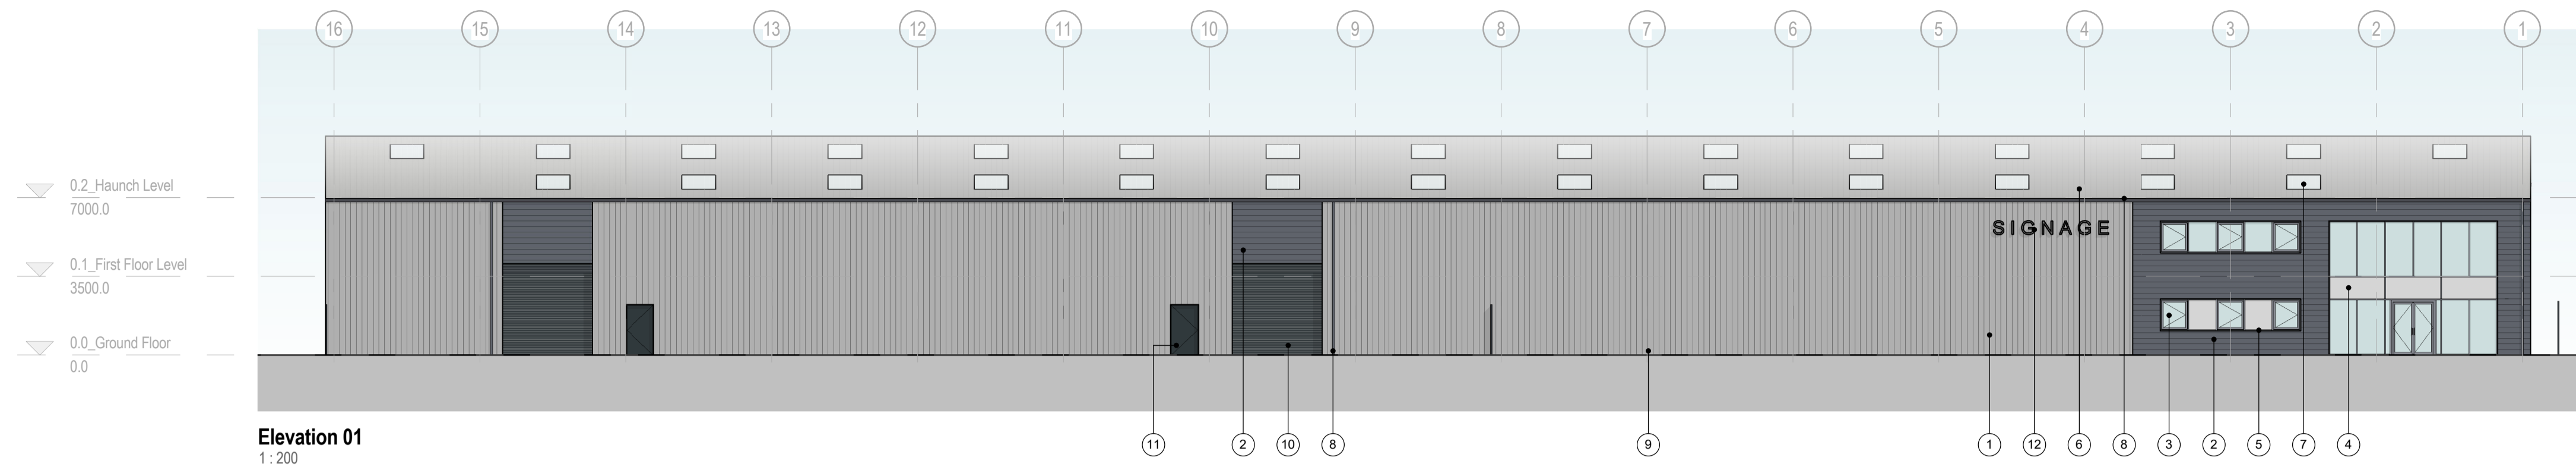 16 15 14 13 12 11 10 9 8 7 6 5 4 3 2 1
0.2_Haunch Level
7000.0
SIGNAGE
0.1_First Floor Level
3500.0
0.0_Ground Floor
0.0
Elevation 01
1 : 200
11 2 10 8 9 1 12 6 8 3 2 5 7 4